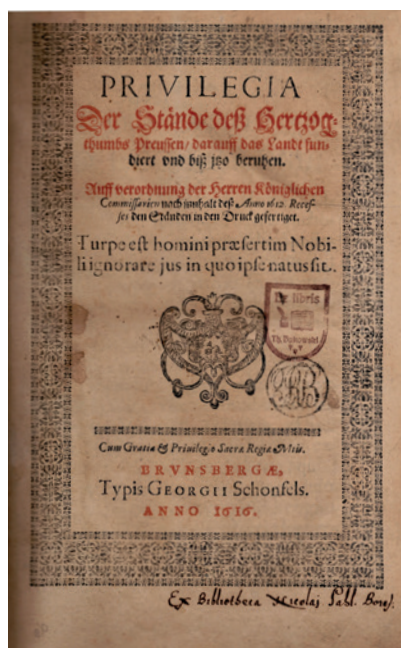 PRIVILEGIA
Der Stände deß Hertzog-
thumbs Preussen/ darauff das Landt fun-
diert vnd biß itzo beruhen.
Auff verordnung der Herren Königlichen
Commissarien nach innhalt deß Anno 1612 Reces-
ses den Ständen in den Druck gefertiget.
Turpe est homini præsertim Nobi-
li ignorare jus in quo ipse natus sit.
Ex libris
Cum Gratia & Privilegio Sacræ Regiæ Mtis.
BRVNSBERGÆ,
Typis GEORGII Schonfels.
ANNO 1616.
Ex Bibliotheca Nicolaj